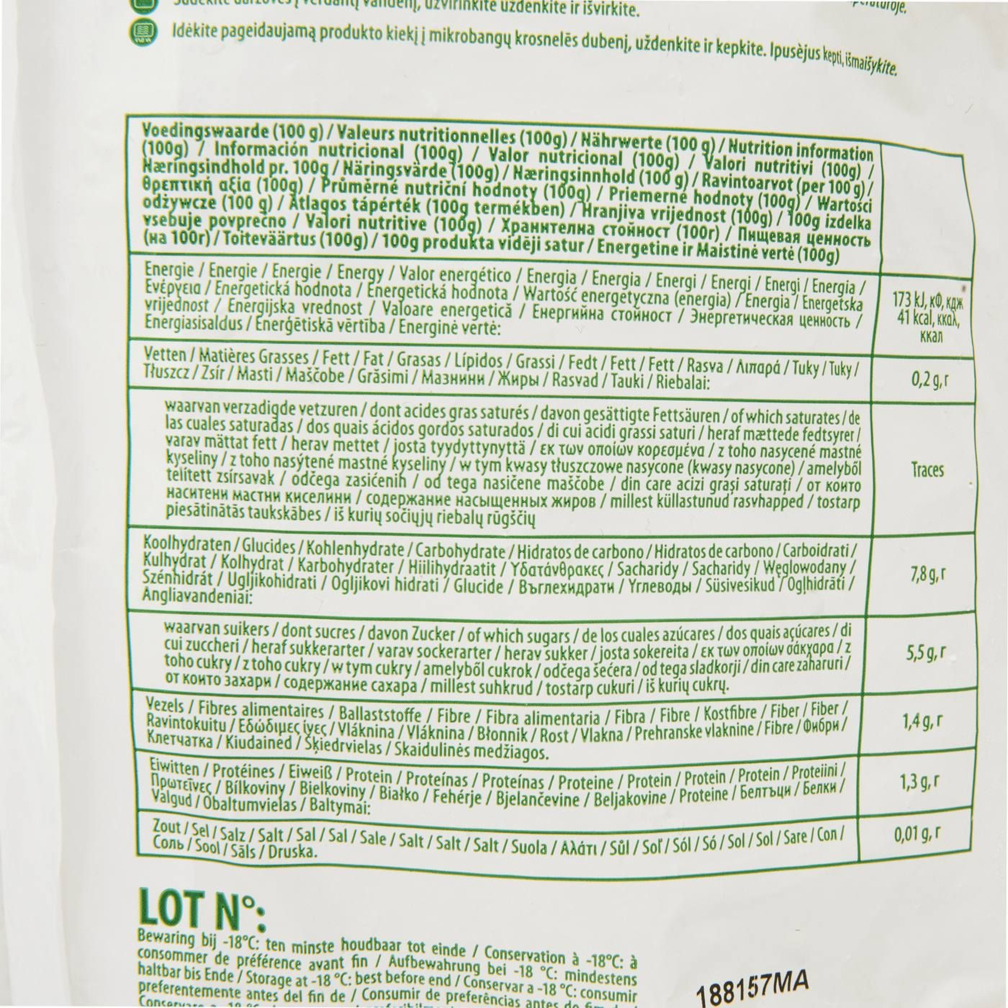 uždenkite ir išvirkite.
Idėkite pageidaujamą produkto kiekį į mikrobangų krosnelės dubenį, uždenkite ir kepkite. Ipusėjus kepti, išmaišykite.
Voedingswaarde (100 g) / Valeurs nutritionnelles (100g) / Nährwerte (100 g) / Nutrition information
(100g) / Información nutricional (100g) / Valor nutricional (100g) / Valori nutritivi (100g) /
Næringsindhold pr. 100g / Näringsvärde (100g) / Næringsinnhold (100 g) / Ravintoarvot (per 100 g) /
Θρεπτική αξία (100g) / Průměrné nutriční hodnoty (100g) / Priemerné hodnoty (100g) / Wartości
odżywcze (100 g) / Átlagos tápérték (100g termékben) / Hranjiva vrijednost (100g) / 100g izdelka
vsebuje povprečno / Valori nutritive (100g) / Хранителна стойност (100г) / Пищевая ценность
(на 100г) / Toiteväärtus (100g) / 100g produkta vidēji satur / Energetine ir Maistinė vertė (100g)
Energie / Energie / Energie / Energy / Valor energético / Energia / Energia / Energi / Energi / Energi / Energia /
Ενέργεια / Energetická hodnota / Energetická hodnota / Wartość energetyczna (energia) / Energia / Energetska
vrijednost / Energijska vrednost / Valoare energetică / Енергийна стойност / Энергетическая ценность /
Energiasisaldus / Enerģētiskā vērtība / Energinė vertė:
173 kJ, кФ, кДж
41 kcal, ккал,
ккал
Vetten / Matières Grasses / Fett / Fat / Grasas / Lípidos / Grassi / Fedt / Fett / Fett / Rasva / Λιπαρά / Tuky / Tuky /
Tłuszcz / Zsír / Masti / Maščobe / Grăsimi / Мазнини / Жиры / Rasvad / Tauki / Riebalai:
0,2 g, г
waarvan verzadigde vetzuren / dont acides gras saturés / davon gesättigte Fettsäuren / of which saturates / de
las cuales saturadas / dos quais ácidos gordos saturados / di cui acidi grassi saturi / heraf mættede fedtsyrer /
varav mättat fett / herav mettet / josta tyydyttynyttä / εκ των οποίων κορεσμένα / z toho nasycené mastné
kyseliny / z toho nasýtené mastné kyseliny / w tym kwasy tłuszczowe nasycone (kwasy nasycone) / amelyből
telített zsírsavak / odčega zasićenih / od tega nasičene maščobe / din care acizi grași saturați / от които
наситени мастни киселини / содержание насыщенных жиров / millest küllastunud rasvhapped / tostarp
piesātinātās taukskābes / iš kurių sočiųjų riebalų rūgščių
Traces
Koolhydraten / Glucides / Kohlenhydrate / Carbohydrate / Hidratos de carbono / Hidratos de carbono / Carboidrati /
Kulhydrat / Kolhydrat / Karbohydrater / Hiilihydraatit / Υδατάνθρακες / Sacharidy / Sacharidy / Węglowodany /
Szénhidrát / Ugljikohidrati / Ogljikovi hidrati / Glucide / Въглехидрати / Углеводы / Süsivesikud / Ogļhidrāti /
Angliavandeniai:
7,8 g, г
waarvan suikers / dont sucres / davon Zucker / of which sugars / de los cuales azúcares / dos quais açúcares / di
cui zuccheri / heraf sukkerarter / varav sockerarter / herav sukker / josta sokereita / εκ των οποίων σάκχαρα / z
toho cukry / z toho cukry / w tym cukry / amelyből cukrok / odčega šećera / od tega sladkorji / din care zaharuri /
от които захари / содержание сахара / millest suhkrud / tostarp cukuri / iš kurių cukrų.
5,5 g, г
Vezels / Fibres alimentaires / Ballaststoffe / Fibre / Fibra alimentaria / Fibra / Fibre / Kostfibre / Fiber / Fiber /
Ravintokuitu / Εδώδιμες ίνες / Vláknina / Vláknina / Błonnik / Rost / Vlakna / Prehranske vlaknine / Fibre / Фибри /
Клетчатка / Kiudained / Šķiedrvielas / Skaidulinės medžiagos.
1,4 g, г
Eiwitten / Protéines / Eiweiß / Protein / Proteínas / Proteínas / Proteine / Protein / Protein / Protein / Proteiini /
Πρωτεΐνες / Bílkoviny / Bielkoviny / Białko / Fehérje / Bjelančevine / Beljakovine / Proteine / Белтъци / Белки /
Valgud / Obaltumvielas / Baltymai:
1,3 g, г
Zout / Sel / Salz / Salt / Sal / Sal / Sale / Salt / Salt / Salt / Suola / Αλάτι / Sůl / Soľ / Sól / Só / Sol / Sol / Sare / Сол /
Соль / Sool / Sāls / Druska.
0,01 g, г
LOT N°:
Bewaring bij -18°C: ten minste houdbaar tot einde / Conservation à -18°C: à
consommer de préférence avant fin / Aufbewahrung bei -18 °C: mindestens
haltbar bis Ende / Storage at -18 °C: best before end / Conservar a -18 °C: consumir
preferentemente antes del fin de / Consumir de preferências antes do
188157MA